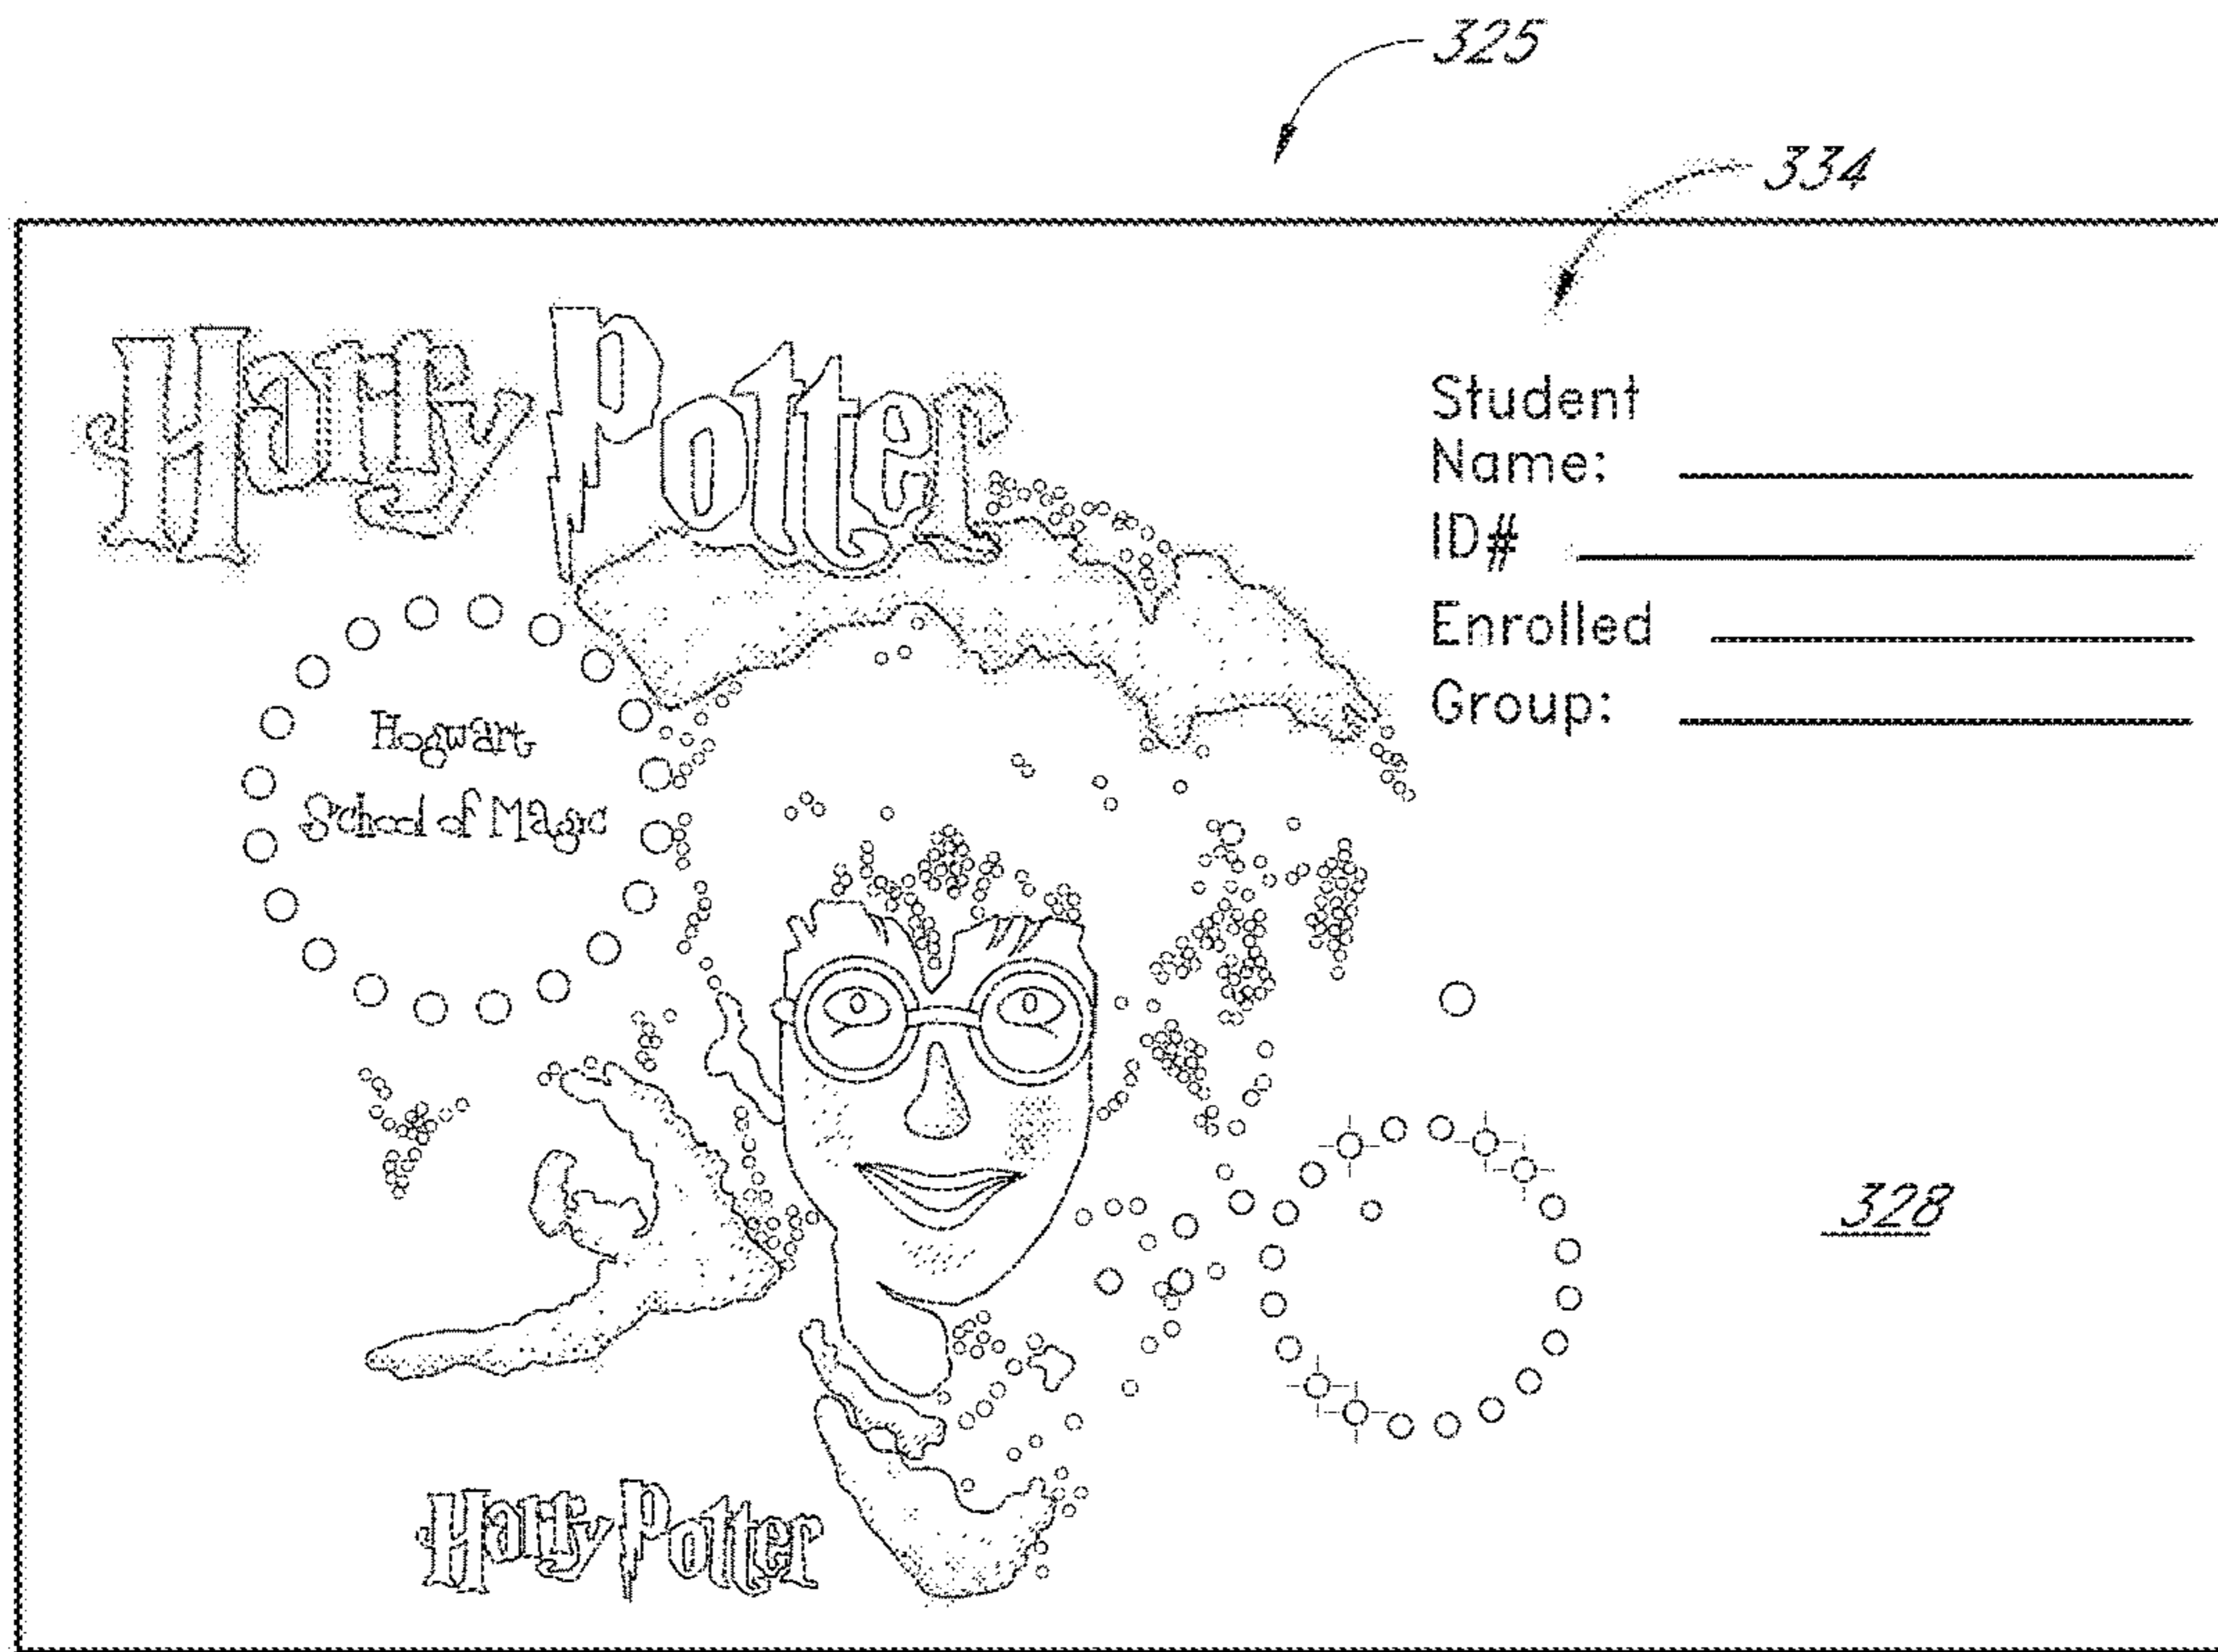 325
334
Harry Potter
Student
Name:
ID#
Enrolled
Group:
Hogwart
School of Magic
328
Harry Potter